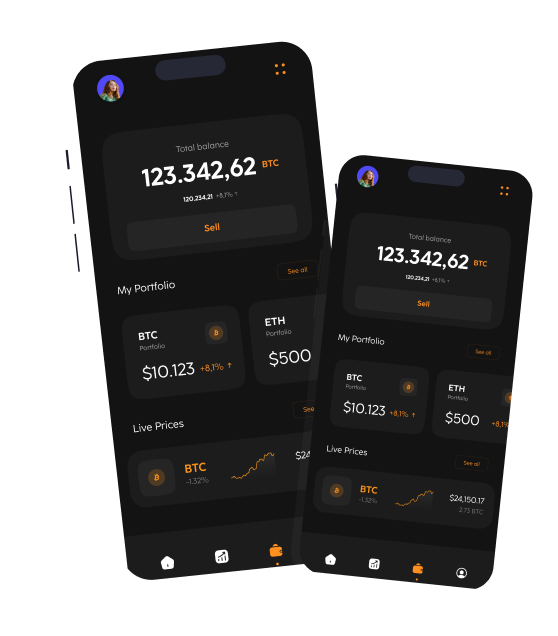 Total balance
123.342,62 BTC
120.234,21 +8,1% ↑
Sell
My Portfolio
See all
BTC
Portfolio
$10.123 +8,1% ↑
ETH
Portfolio
$500
Live Prices
See
BTC
-1.32%
$24
Total balance
123.342,62 BTC
120.234,21 +8,1% ↑
Sell
My Portfolio
See all
BTC
Portfolio
$10.123 +8,1% ↑
ETH
Portfolio
$500 +8,1%
Live Prices
See all
BTC
-1.32%
$24,150.17
2.73 BTC